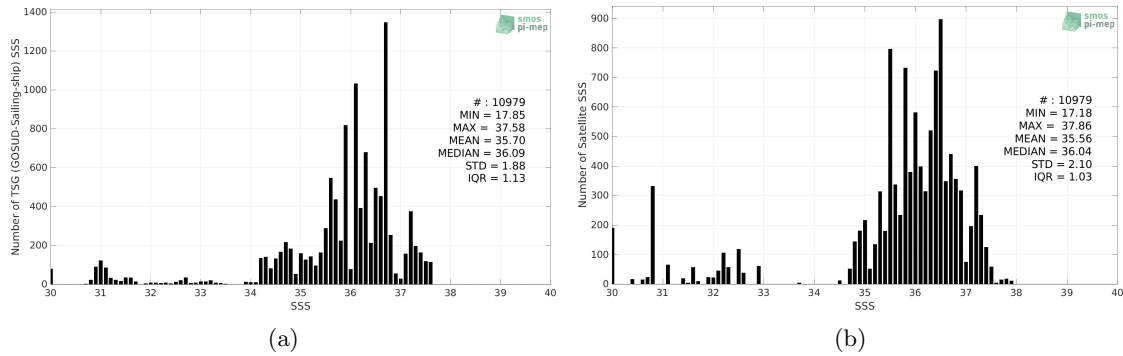 Number of TSG (GOSUD-Sailing-ship) SSS
1400
1200
1000
800
600
400
200
0
30 31 32 33 34 35 36 37 38 39 40
SSS
smos
pi-mep
# : 10979
MIN = 17.85
MAX = 37.58
MEAN = 35.70
MEDIAN = 36.09
STD = 1.88
IQR = 1.13
(a)
Number of Satellite SSS
900
800
700
600
500
400
300
200
100
0
30 31 32 33 34 35 36 37 38 39 40
SSS
smos
pi-mep
# : 10979
MIN = 17.18
MAX = 37.86
MEAN = 35.56
MEDIAN = 36.04
STD = 2.10
IQR = 1.03
(b)